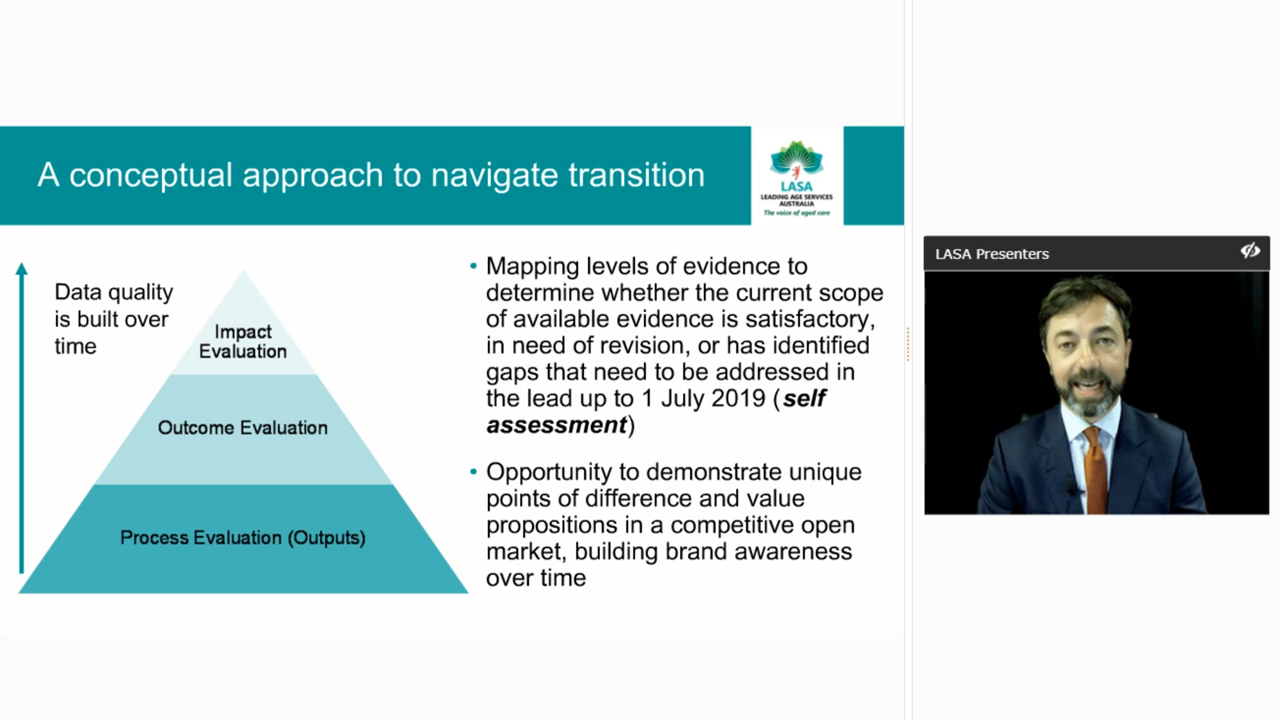 A conceptual approach to navigate transition
LASA
LEADING AGE SERVICES
AUSTRALIA
The voice of aged care
Data quality
is built over
time
Impact
Evaluation
Outcome Evaluation
Process Evaluation (Outputs)
• Mapping levels of evidence to
determine whether the current scope
of available evidence is satisfactory,
in need of revision, or has identified
gaps that need to be addressed in
the lead up to 1 July 2019 (self
assessment)
• Opportunity to demonstrate unique
points of difference and value
propositions in a competitive open
market, building brand awareness
over time
LASA Presenters